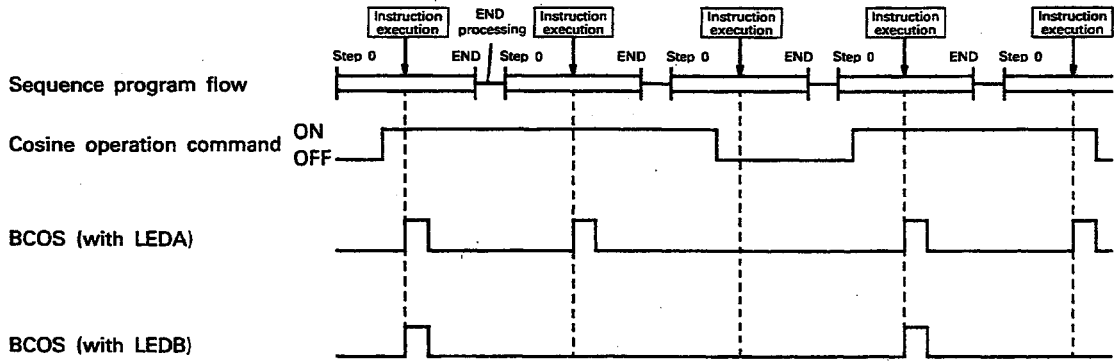 Instruction execution
END processing
Instruction execution
Instruction execution
Instruction execution
Instruction execution
Step 0
END
Step 0
END
Step 0
END
Step 0
END
Step 0
Sequence program flow
Cosine operation command
ON
OFF
BCOS (with LEDA)
BCOS (with LEDB)